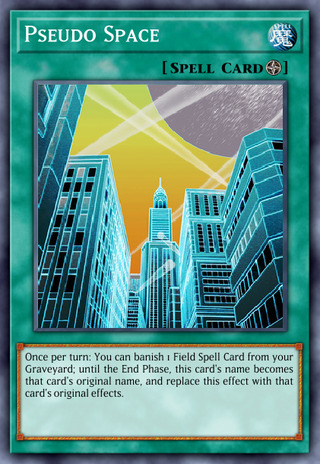 Pseudo Space
魔
[Spell Card]
Once per turn: You can banish 1 Field Spell Card from your
Graveyard; until the End Phase, this card's name becomes
that card's original name, and replace this effect with that
card's original effects.